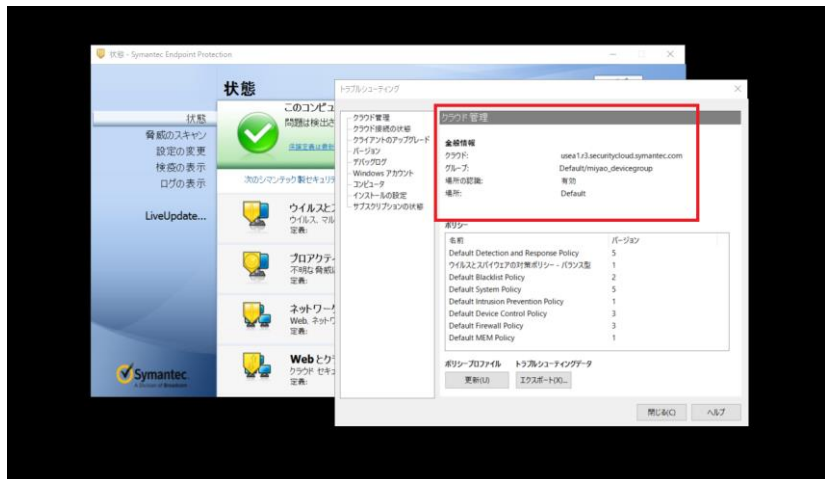 状態 - Symantec Endpoint Protection
状態
脅威のスキャン
設定の変更
検疫の表示
ログの表示
LiveUpdate...
Symantec
A Division of Broadcom
状態
このコンピュ
問題は検出さ
次のシマンテック製セキュリテ
ウイルスとス
ウイルス、マル
定義:
プロアクティ
不明な脅威に
定義:
ネットワーク
Web、ネットワ
定義:
Webとク
クラウド セキュ
定義:
トラブルシューティング
クラウド管理
クラウド接続の状態
クライアントのアップグレード
バージョン
デバッグログ
Windows アカウント
コンピュータ
インストールの設定
サブスクリプションの状態
クラウド管理
全般情報
クラウド: usea1.r3.securitycloud.symantec.com
グループ: Default/miyao_devicegroup
場所の認識: 有効
場所: Default
ポリシー
名前 バージョン
Default Detection and Response Policy 5
ウイルスとスパイウェアの対策ポリシー - バランス型 1
Default Blacklist Policy 2
Default System Policy 5
Default Intrusion Prevention Policy 1
Default Device Control Policy 3
Default Firewall Policy 3
Default MEM Policy 1
ポリシープロファイル トラブルシューティングデータ
更新(U) エクスポート(X)...
閉じる(C) ヘルプ